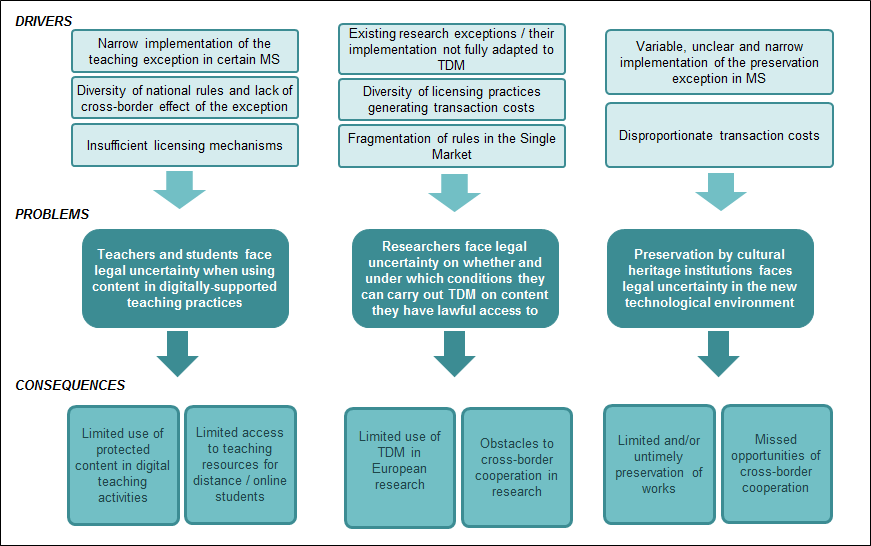 DRIVERS
Narrow implementation of the
teaching exception in certain MS
Diversity of national rules and lack of
cross-border effect of the exception
Insufficient licensing mechanisms
Existing research exceptions / their
implementation not fully adapted to
TDM
Diversity of licensing practices
generating transaction costs
Fragmentation of rules in the Single
Market
Variable, unclear and narrow
implementation of the preservation
exception in MS
Disproportionate transaction costs
PROBLEMS
Teachers and students face
legal uncertainty when using
content in digitally-supported
teaching practices
Researchers face legal
uncertainty on whether and
under which conditions they
can carry out TDM on content
they have lawful access to
Preservation by cultural
heritage institutions faces
legal uncertainty in the new
technological environment
CONSEQUENCES
Limited use of
protected
content in digital
teaching
activities
Limited access
to teaching
resources for
distance / online
students
Limited use of
TDM in
European
research
Obstacles to
cross-border
cooperation in
research
Limited and/or
untimely
preservation of
works
Missed
opportunities of
cross-border
cooperation